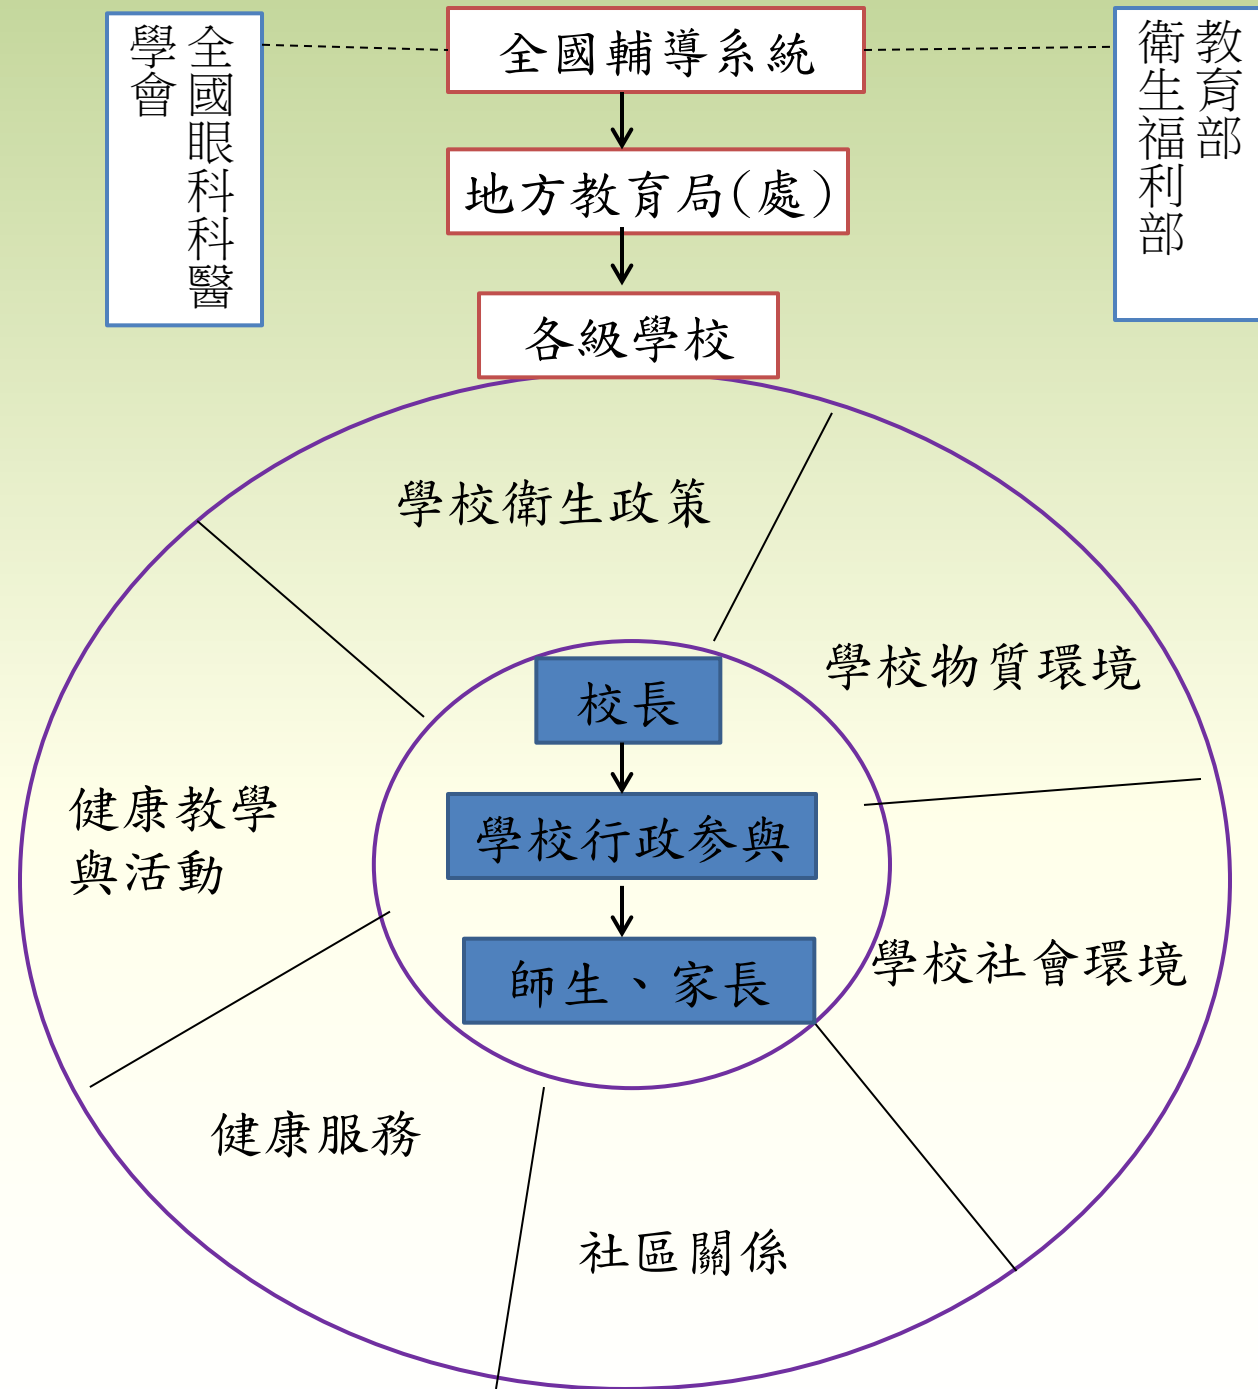 全國眼科科醫
學會
全國輔導系統
教育部
衛生福利部
地方教育局(處)
各級學校
學校衛生政策
學校物質環境
校長
健康教學
與活動
學校行政参與
學校社會環境
師生、家長
健康服務
社區關係